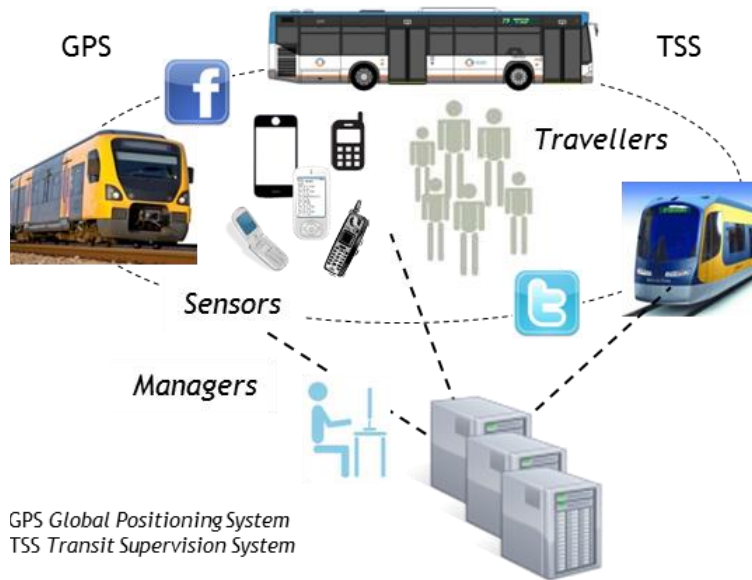 GPS
TSS
f
Travellers
Sensors
t
Managers
GPS Global Positioning System
TSS Transit Supervision System